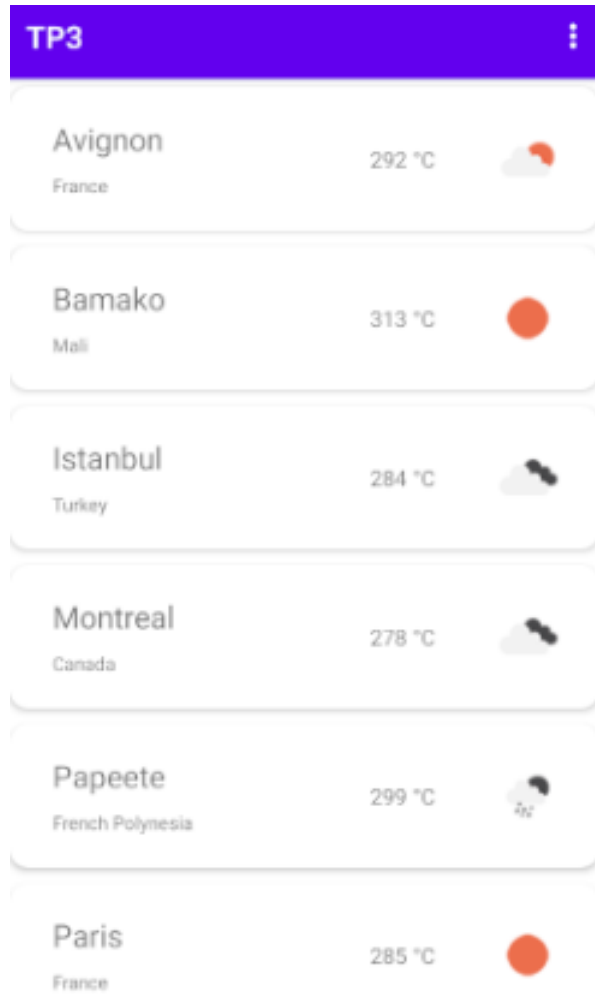 TP3
Avignon
292 °C
France
Bamako
313 °C
Mali
Istanbul
284 °C
Turkey
Montreal
278 °C
Canada
Papeete
299 °C
French Polynesia
Paris
285 °C
France